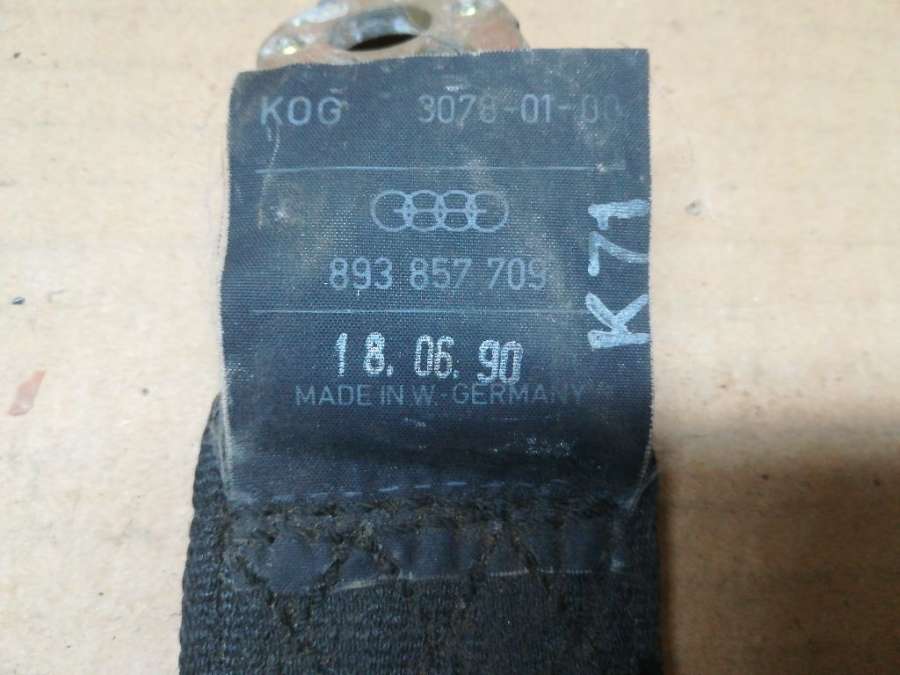 KOG 3078-01-00
893 857 709
18.06.90
MADE IN W.-GERMANY
K71